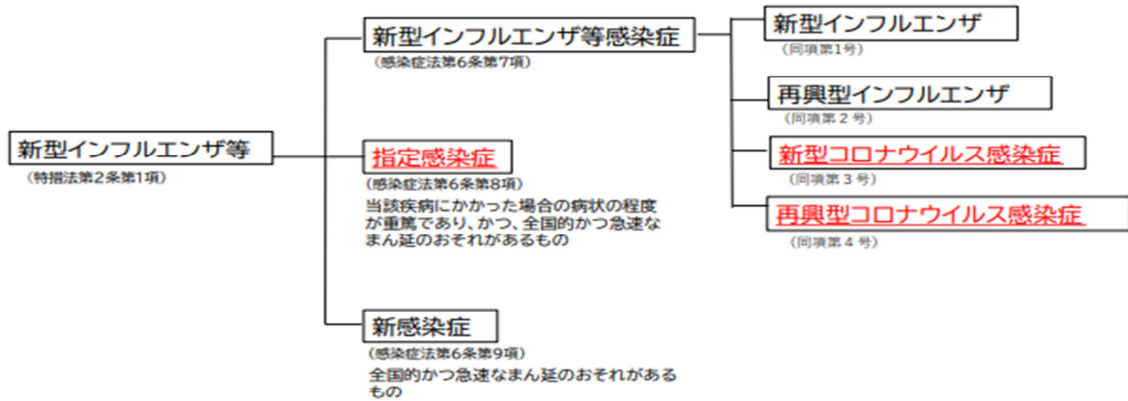 新型インフルエンザ等
(特措法第2条第1項)
新型インフルエンザ等感染症
(感染症法第6条第7項)
新型インフルエンザ
(同項第1号)
再興型インフルエンザ
(同項第2号)
新型コロナウイルス感染症
(同項第3号)
再興型コロナウイルス感染症
(同項第4号)
指定感染症
(感染症法第6条第8項)
当該疾病にかかった場合の病状の程度
が重篤であり、かつ、全国的かつ急速な
まん延のおそれがあるもの
新感染症
(感染症法第6条第9項)
全国的かつ急速なまん延のおそれがある
もの